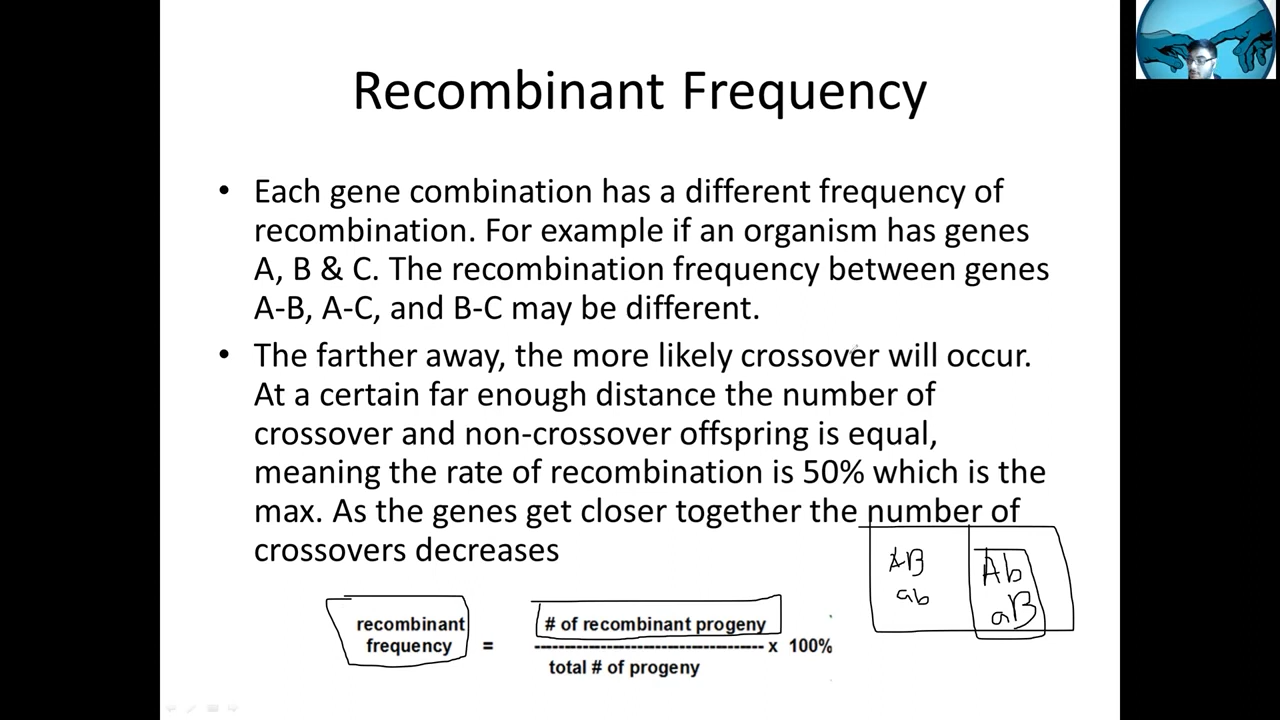 Recombinant Frequency
• Each gene combination has a different frequency of
recombination. For example if an organism has genes
A, B & C. The recombination frequency between genes
A-B, A-C, and B-C may be different.
• The farther away, the more likely crossover will occur.
At a certain far enough distance the number of
crossover and non-crossover offspring is equal,
meaning the rate of recombination is 50% which is the
max. As the genes get closer together the number of
crossovers decreases
AB Ab
ab aB
recombinant # of recombinant progeny
frequency = ---------------------------------------- x 100%
total # of progeny